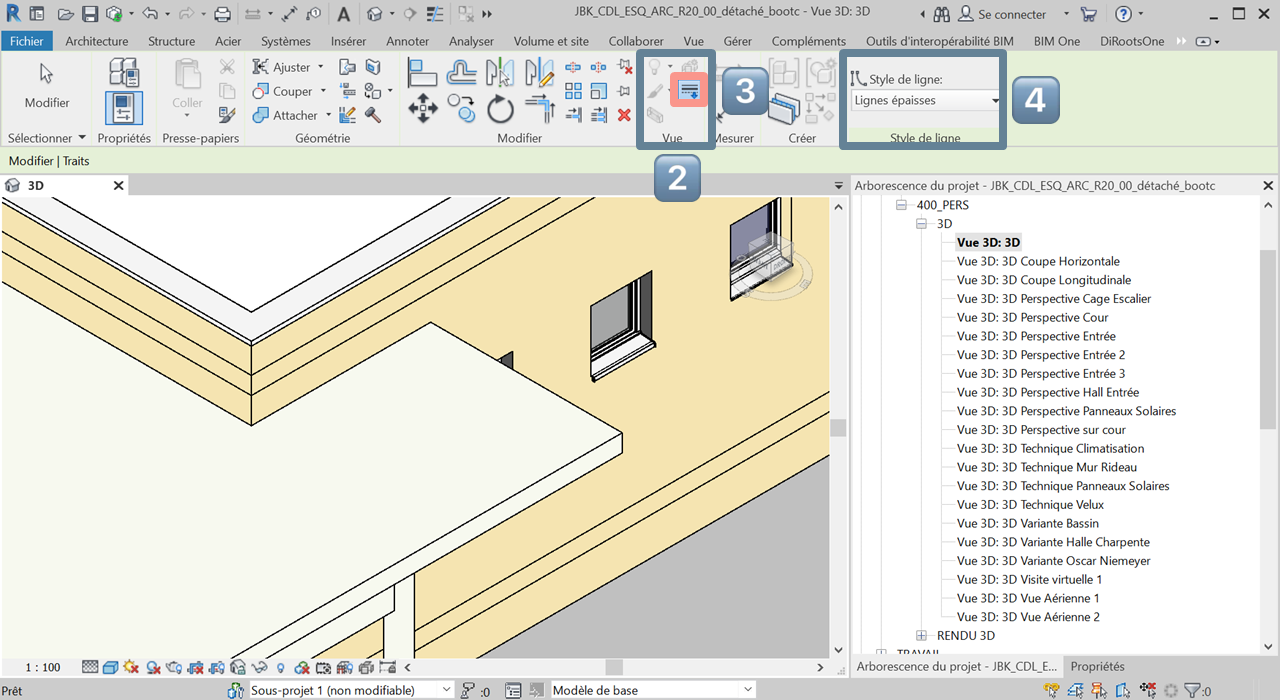 JBK_CDL_ESQ_ARC_R20_00_détaché_bootc - Vue 3D: 3D
Se connecter
Fichier Architecture Structure Acier Systèmes Insérer Annoter Analyser Volume et site Collaborer Vue Gérer Compléments Outils d'interopérabilité BIM BIM One DiRootsOne
Modifier
Coller
Ajuster
Couper
Attacher
3
Style de ligne:
Lignes épaisses
4
Sélectionner Propriétés Presse-papiers Géométrie Modifier Vue Mesurer Créer Style de ligne
Modifier | Traits
2
3D
Arborescence du projet - JBK_CDL_ESQ_ARC_R20_00_détaché_bootc
400_PERS
3D
Vue 3D: 3D
Vue 3D: 3D Coupe Horizontale
Vue 3D: 3D Coupe Longitudinale
Vue 3D: 3D Perspective Cage Escalier
Vue 3D: 3D Perspective Cour
Vue 3D: 3D Perspective Entrée
Vue 3D: 3D Perspective Entrée 2
Vue 3D: 3D Perspective Entrée 3
Vue 3D: 3D Perspective Hall Entrée
Vue 3D: 3D Perspective Panneaux Solaires
Vue 3D: 3D Perspective sur cour
Vue 3D: 3D Technique Climatisation
Vue 3D: 3D Technique Mur Rideau
Vue 3D: 3D Technique Panneaux Solaires
Vue 3D: 3D Technique Velux
Vue 3D: 3D Variante Bassin
Vue 3D: 3D Variante Halle Charpente
Vue 3D: 3D Variante Oscar Niemeyer
Vue 3D: 3D Visite virtuelle 1
Vue 3D: 3D Vue Aérienne 1
Vue 3D: 3D Vue Aérienne 2
RENDU 3D
TRAVAIL
1 : 100
Arborescence du projet - JBK_CDL_E... Propriétés
Prêt
Sous-projet 1 (non modifiable)
:0
Modèle de base
:0